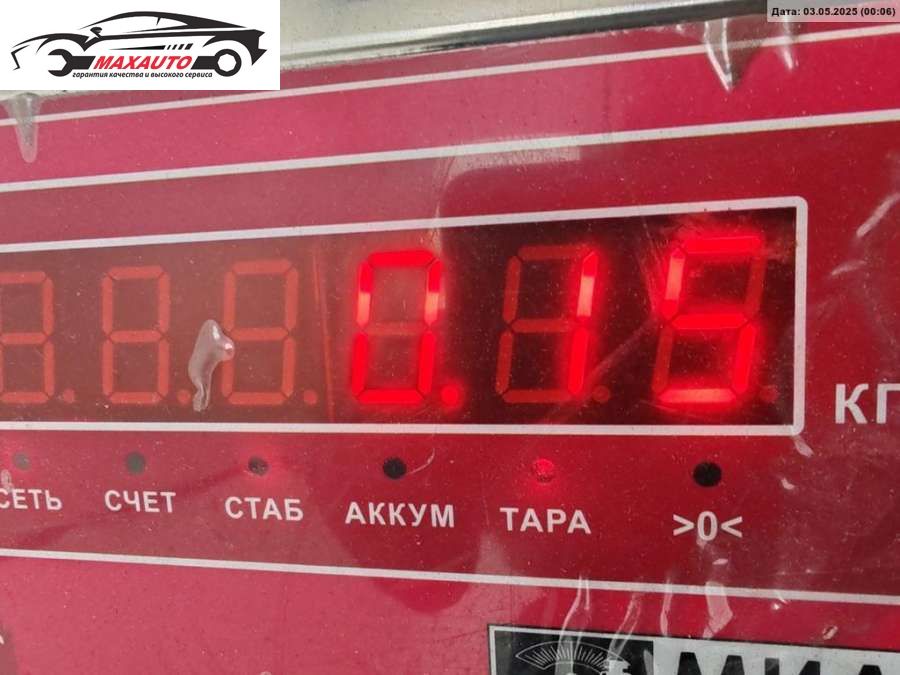 Дата: 03.05.2025 (00:06)
MAXAUTO
гарантия качества и высокого сервиса
0.15
КГ
СЕТЬ СЧЕТ СТАБ АККУМ ТАРА >0<